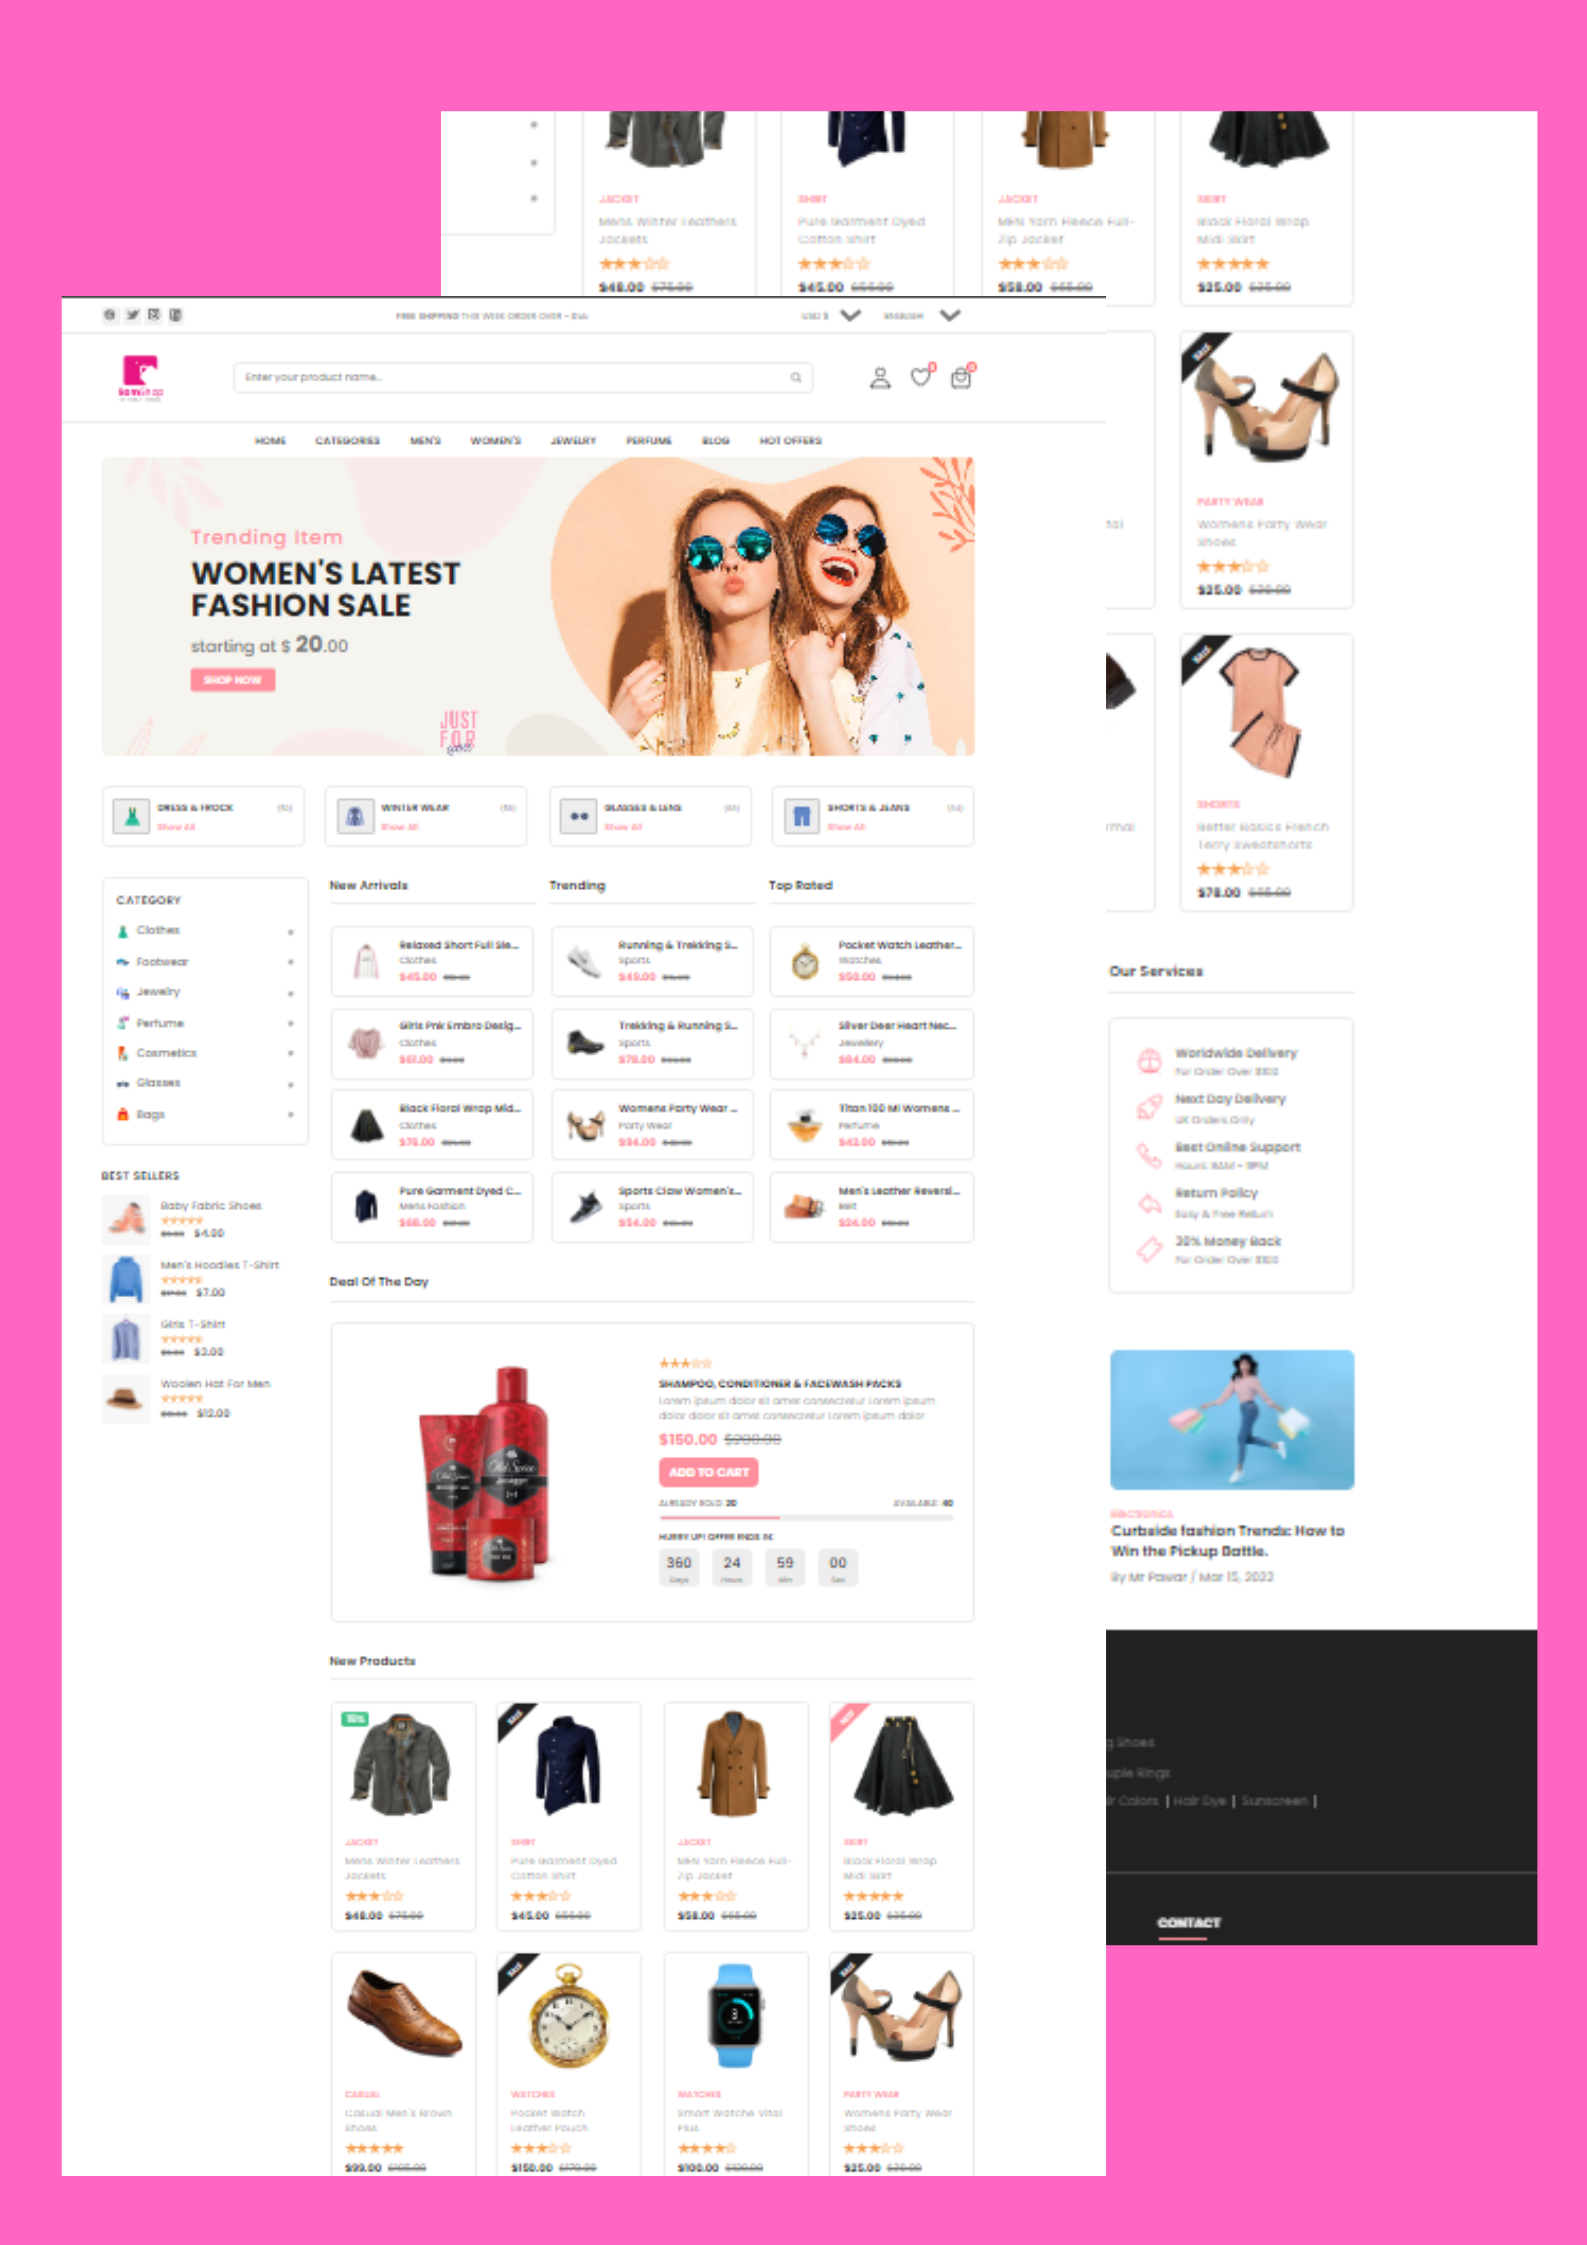 JACKET
Mens Winter Leathers
Jackets
$48.00 $75.00
SHIRT
Pure Garment Dyed
Cotton Shirt
$45.00 $56.00
JACKET
MEN Yarn Fleece Full-
Zip Jacket
$58.00 $65.00
SKIRT
Black Floral Wrap
Midi Skirt
$25.00 $35.00
FREE SHIPPING THIS WEEK ORDER OVER - $55
USD $
ENGLISH
Enter your product name...
0
0
HOME
CATEGORIES
MEN'S
WOMEN'S
JEWELRY
PERFUME
BLOG
HOT OFFERS
Trending Item
WOMEN'S LATEST
FASHION SALE
starting at $ 20.00
SHOP NOW
JUST
FOR
you
DRESS & FROCK
Show All
WINTER WEAR
Show All
GLASSES & LENS
Show All
SHORTS & JEANS
Show All
CATEGORY
Clothes
Footwear
Jewelry
Perfume
Cosmetics
Glasses
Bags
BEST SELLERS
Baby Fabric Shoes
$4.00
Men's Hoodies T-Shirt
$7.00
Girls T-Shirt
$3.00
Woolen Hat For Men
$12.00
New Arrivals
Relaxed Short Full Sle...
Clothes
$45.00
Girls Pnk Embro Desig...
Clothes
$61.00
Black Floral Wrap Mid...
Clothes
$76.00
Pure Garment Dyed C...
Mens Fashion
$68.00
Trending
Running & Trekking S...
Sports
$49.00
Trekking & Running S...
Sports
$78.00
Womens Party Wear ...
Party Wear
$94.00
Sports Claw Women's...
Sports
$54.00
Top Rated
Pocket Watch Leather...
Watches
$50.00
Silver Deer Heart Nec...
Jewellery
$84.00
Titan 100 Ml Womens ...
Perfume
$42.00
Men's Leather Reversi...
Belt
$24.00
Deal Of The Day
SHAMPOO, CONDITIONER & FACEWASH PACKS
Lorem ipsum dolor sit amet consectetur Lorem ipsum
dolor dolor sit amet consectetur Lorem ipsum dolor
$150.00 $200.00
ADD TO CART
ALREADY SOLD: 20
AVAILABLE: 40
HURRY UP! OFFER ENDS IN:
360
Days
24
Hours
59
Min
00
Sec
Old Spice
Old Spice
Swagger
New Products
15%
JACKET
Mens Winter Leathers
Jackets
$48.00 $75.00
SALE
SHIRT
Pure Garment Dyed
Cotton Shirt
$45.00 $56.00
JACKET
MEN Yarn Fleece Full-
Zip Jacket
$58.00 $65.00
NEW
SKIRT
Black Floral Wrap
Midi Skirt
$25.00 $35.00
CASUAL
Casual Men's Brown
Shoes
$99.00 $105.00
SALE
WATCHES
Pocket Watch
Leather Pouch
$150.00 $170.00
WATCHES
Smart Watche Vital
Plus
$100.00 $120.00
SALE
PARTY WEAR
Womens Party Wear
Shoes
$25.00 $30.00
SALE
PARTY WEAR
Womens Party Wear
Shoes
$25.00 $30.00
SALE
SHORTS
Better Basics French
Terry Sweatshorts
$78.00 $85.00
Our Services
Worldwide Delivery
For Order Over $100
Next Day Delivery
UK Orders Only
Best Online Support
Hours: 8AM - 11PM
Return Policy
Easy & Free Return
30% Money Back
For Order Over $100
Electronics
Curbside fashion Trends: How to
Win the Pickup Battle.
By Mr Pawar / Mar 15, 2022
g Shoes
uple Rings
ir Colors | Hair Dye | Sunscreen |
CONTACT